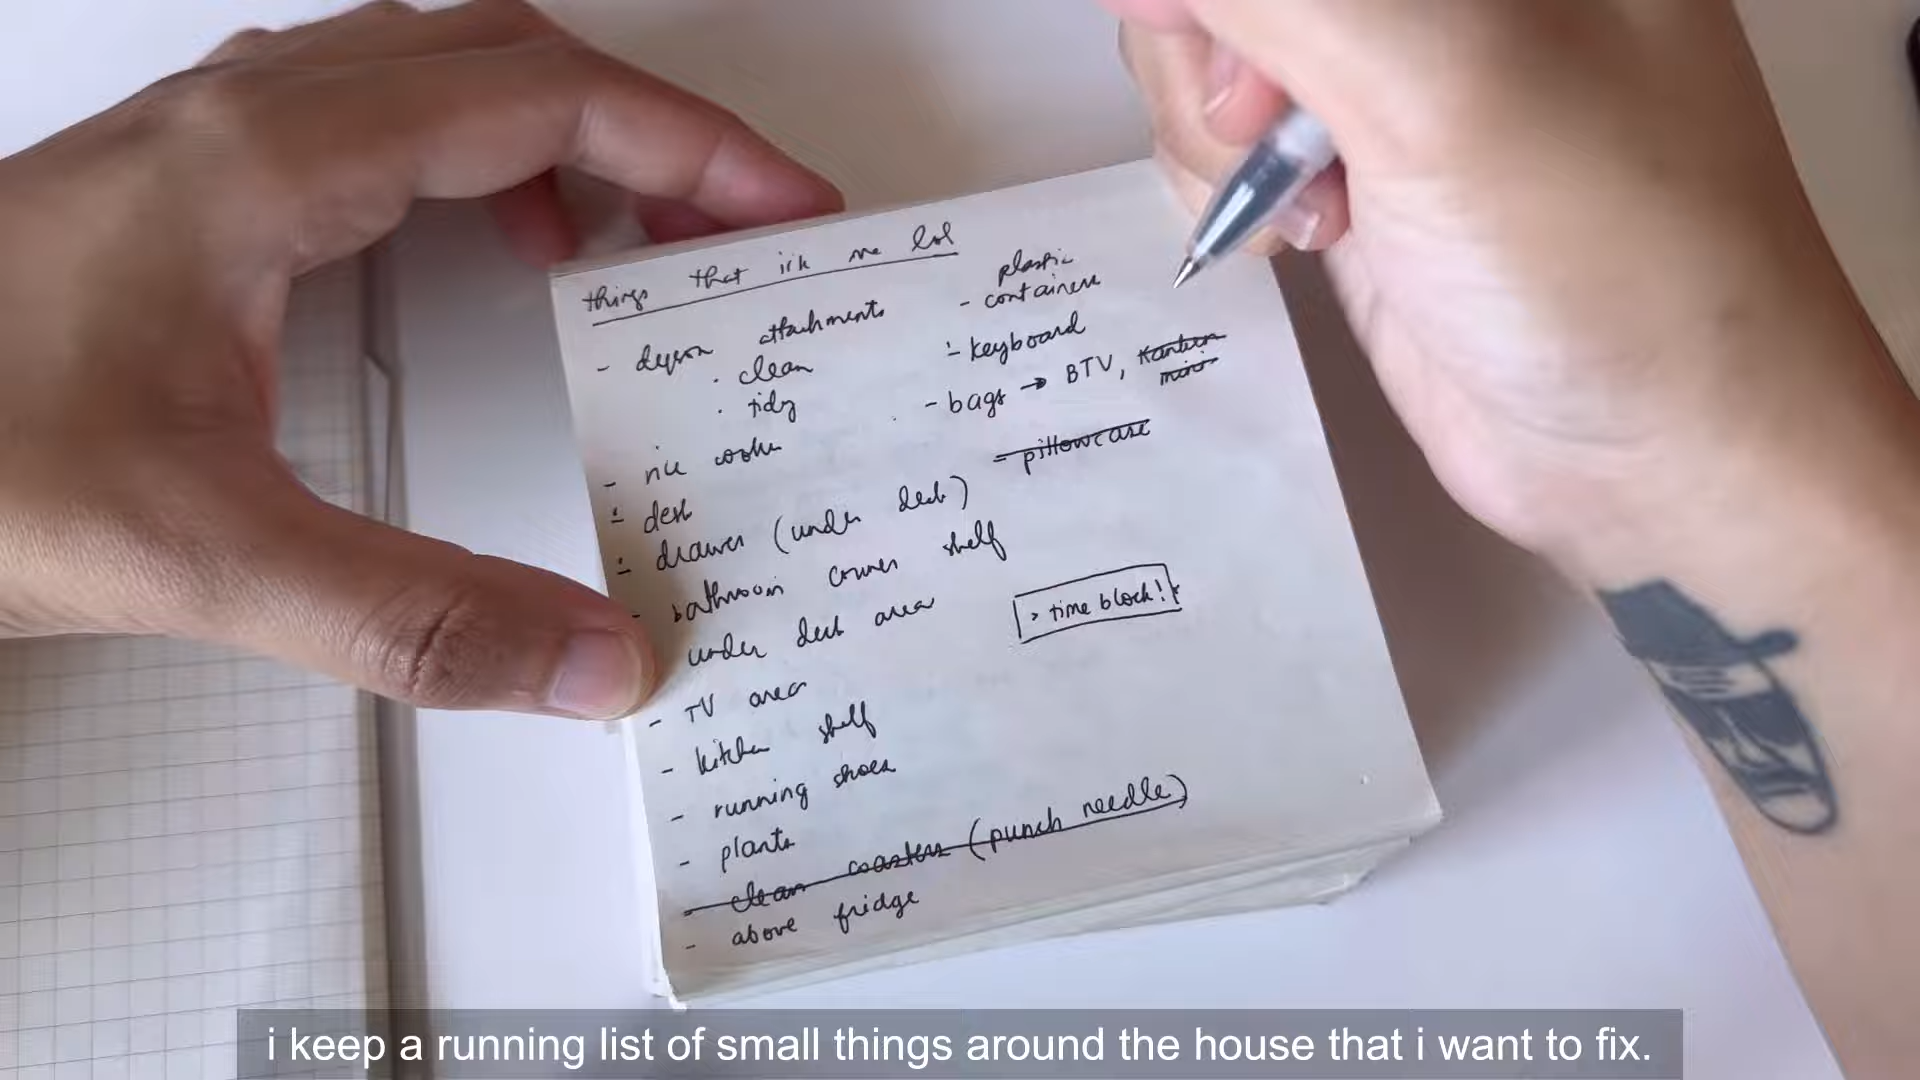 things that irk me lol
- dyson attachments
· clean
· tidy
- rice cooker
- desk
- drawer (under desk)
- bathroom corner shelf
under desk area
- TV area
- kitchen shelf
- running shoes
- plants
- clean coasters (punch needle)
- above fridge
plastic
- containers
- keyboard
- bags → BTV, Kantan
mini
- pillowcase
> time block!
i keep a running list of small things around the house that i want to fix.